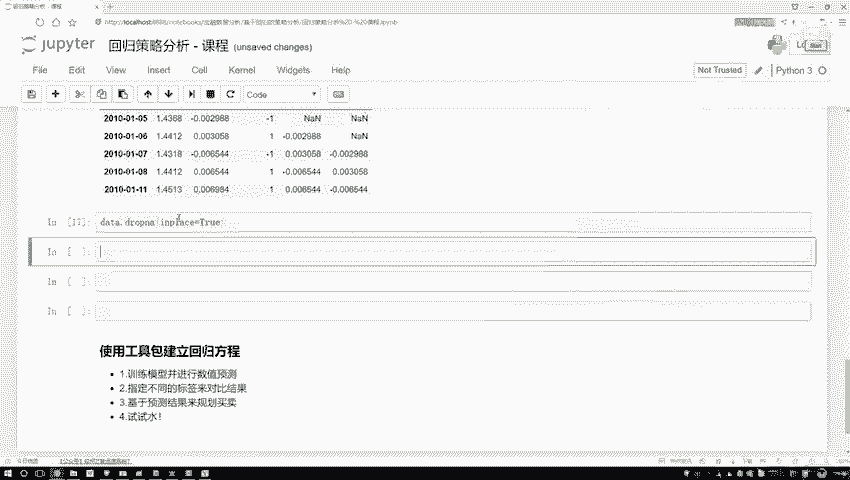 回归策略分析 - 课程
jupyter 回归策略分析 - 课程 (unsaved changes)
File Edit View Insert Cell Kernel Widgets Help
Not Trusted Python 3
Code
2010-01-05 1.4368 -0.002988 -1 NaN NaN
2010-01-06 1.4412 0.003058 1 -0.002988 NaN
2010-01-07 1.4318 -0.006544 -1 0.003058 -0.002988
2010-01-08 1.4412 0.006544 1 -0.006544 0.003058
2010-01-11 1.4513 0.006984 1 0.006544 -0.006544
In [17]: data.dropna inplace=True
In [ ]:
In [ ]:
In [ ]:
使用工具包建立回归方程
1.训练模型并进行数值预测
2.指定不同的标签来对比结果
3.基于预测结果来规划买卖
4.试试水!